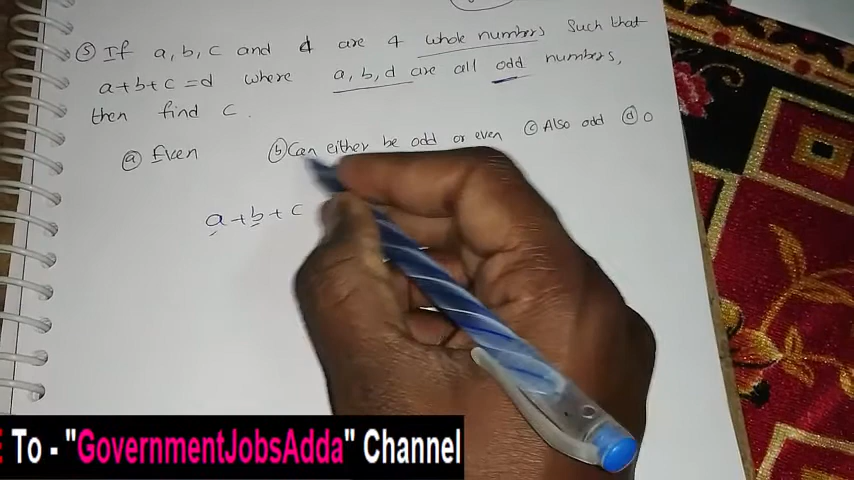 ⑤ If a, b, c and d are 4 whole numbers such that
a+b+c = d where a, b, d are all odd numbers,
then find c.
ⓐ Even ⓑ Can either be odd or even ⓒ Also odd ⓓ 0
a + b + c
To - "GovernmentJobsAdda" Channel